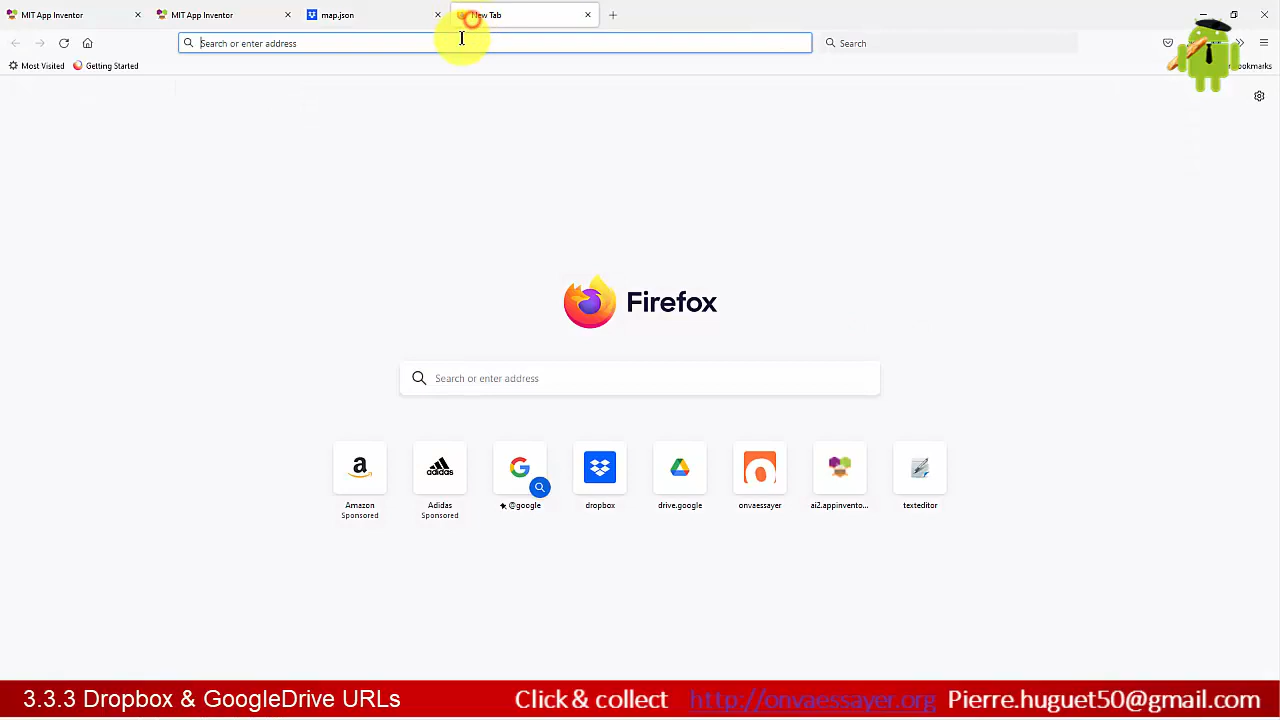 MIT App Inventor
MIT App Inventor
map.json
New Tab
Search or enter address
Search
Most Visited
Getting Started
Firefox
Search or enter address
a
Amazon
Sponsored
Adidas
Sponsored
@google
dropbox
drive.google
onvaessayer
ai2.appinvento...
texteditor
3.3.3 Dropbox & GoogleDrive URLs
Click & collect
http://onvaessayer.org
Pierre.huguet50@gmail.com